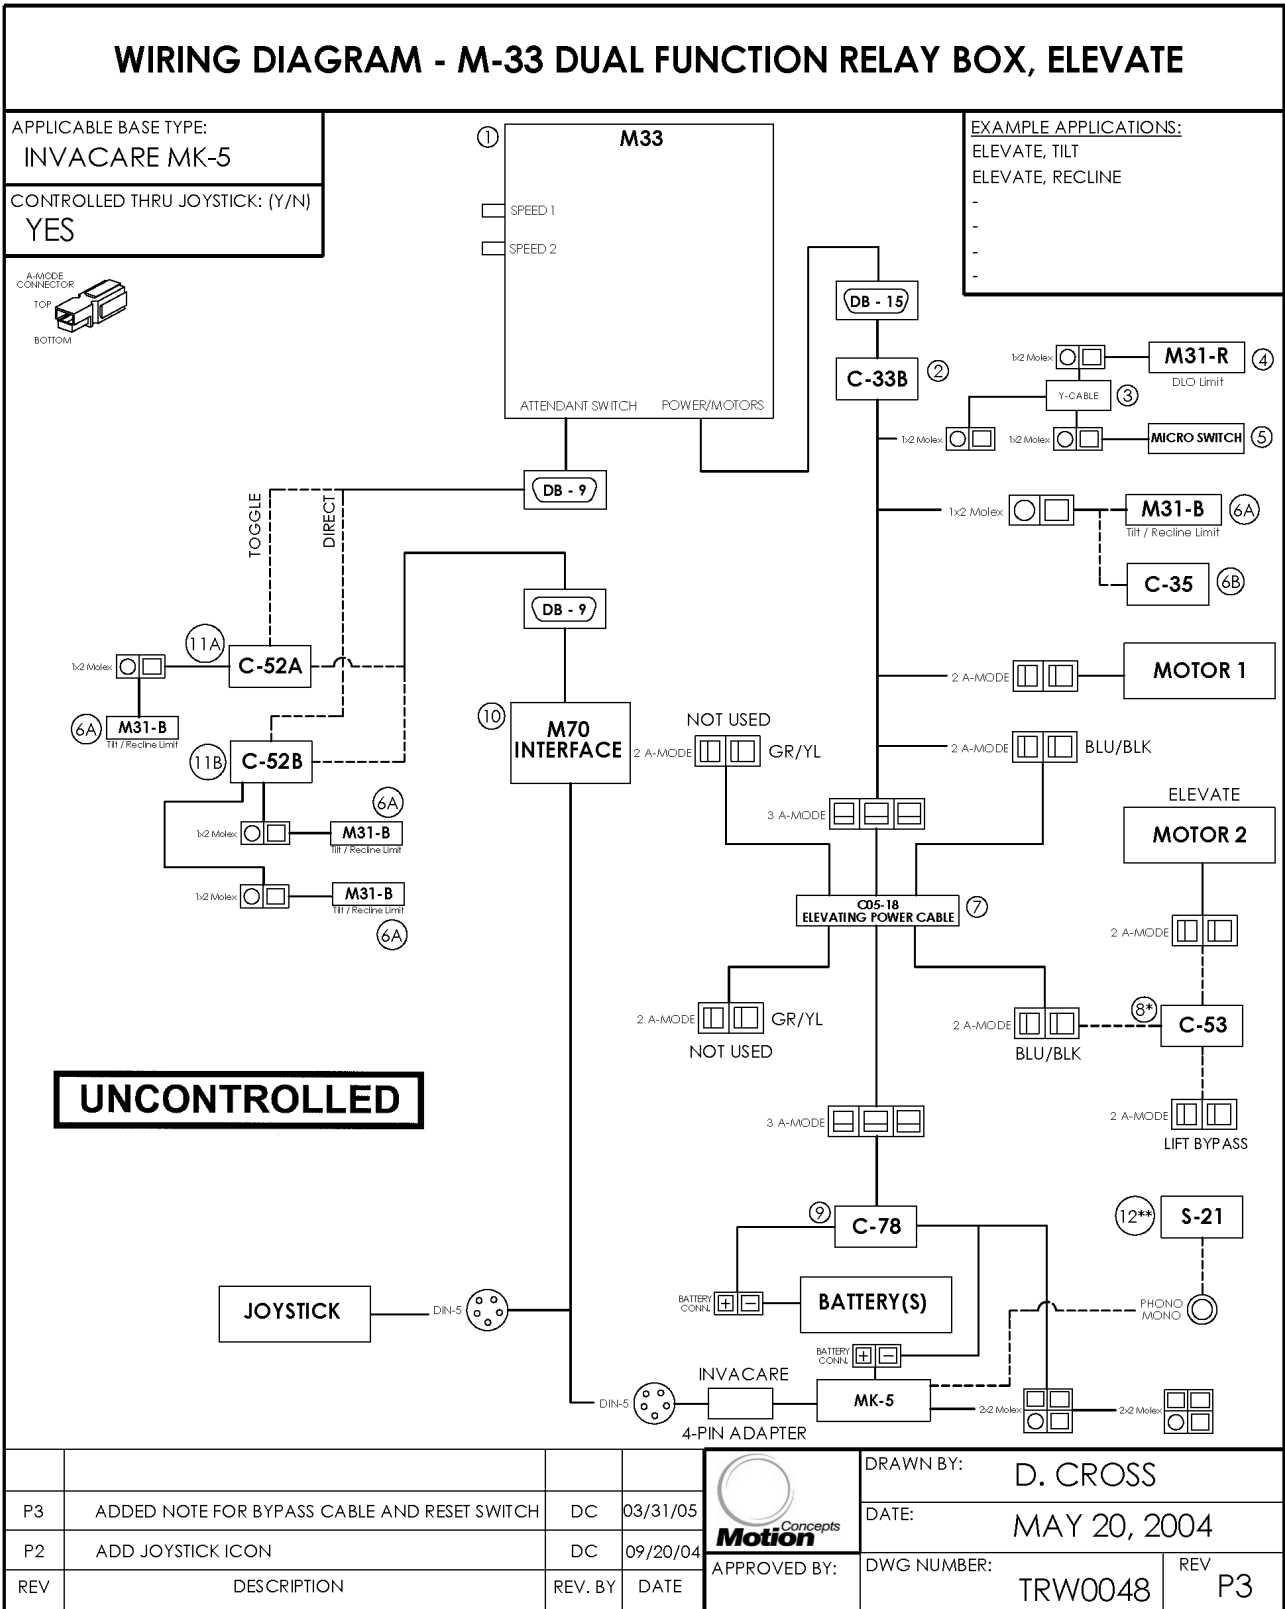 WIRING DIAGRAM - M-33 DUAL FUNCTION RELAY BOX, ELEVATE
APPLICABLE BASE TYPE:
INVACARE MK-5
CONTROLLED THRU JOYSTICK: (Y/N)
YES
EXAMPLE APPLICATIONS:
ELEVATE, TILT
ELEVATE, RECLINE
-
-
-
-
A-MODE
CONNECTOR
TOP
BOTTOM
1
M33
SPEED 1
SPEED 2
ATTENDANT SWITCH
POWER/MOTORS
DB - 15
C-33B
2
1x2 Molex
M31-R
4
DLO Limit
Y-CABLE
3
1x2 Molex
1x2 Molex
MICRO SWITCH
5
DB - 9
TOGGLE
DIRECT
1x2 Molex
M31-B
6A
Tilt / Recline Limit
C-35
6B
DB - 9
11A
C-52A
1x2 Molex
6A
M31-B
Tilt / Recline Limit
11B
C-52B
6A
1x2 Molex
M31-B
Tilt / Recline Limit
1x2 Molex
M31-B
Tilt / Recline Limit
6A
10
M70
INTERFACE
2 A-MODE
MOTOR 1
NOT USED
2 A-MODE
GR/YL
2 A-MODE
BLU/BLK
3 A-MODE
ELEVATE
MOTOR 2
C05-18
ELEVATING POWER CABLE
7
2 A-MODE
2 A-MODE
GR/YL
NOT USED
2 A-MODE
BLU/BLK
8*
C-53
UNCONTROLLED
3 A-MODE
2 A-MODE
LIFT BYPASS
9
C-78
12**
S-21
JOYSTICK
DIN-5
BATTERY
CONN.
+ -
BATTERY(S)
PHONO
MONO
BATTERY
CONN.
+ -
INVACARE
DIN-5
4-PIN ADAPTER
MK-5
2x2 Molex
2x2 Molex
P3 ADDED NOTE FOR BYPASS CABLE AND RESET SWITCH DC 03/31/05
P2 ADD JOYSTICK ICON DC 09/20/04
REV DESCRIPTION REV. BY DATE
Motion Concepts
APPROVED BY:
DRAWN BY:
D. CROSS
DATE:
MAY 20, 2004
DWG NUMBER:
TRW0048
REV
P3